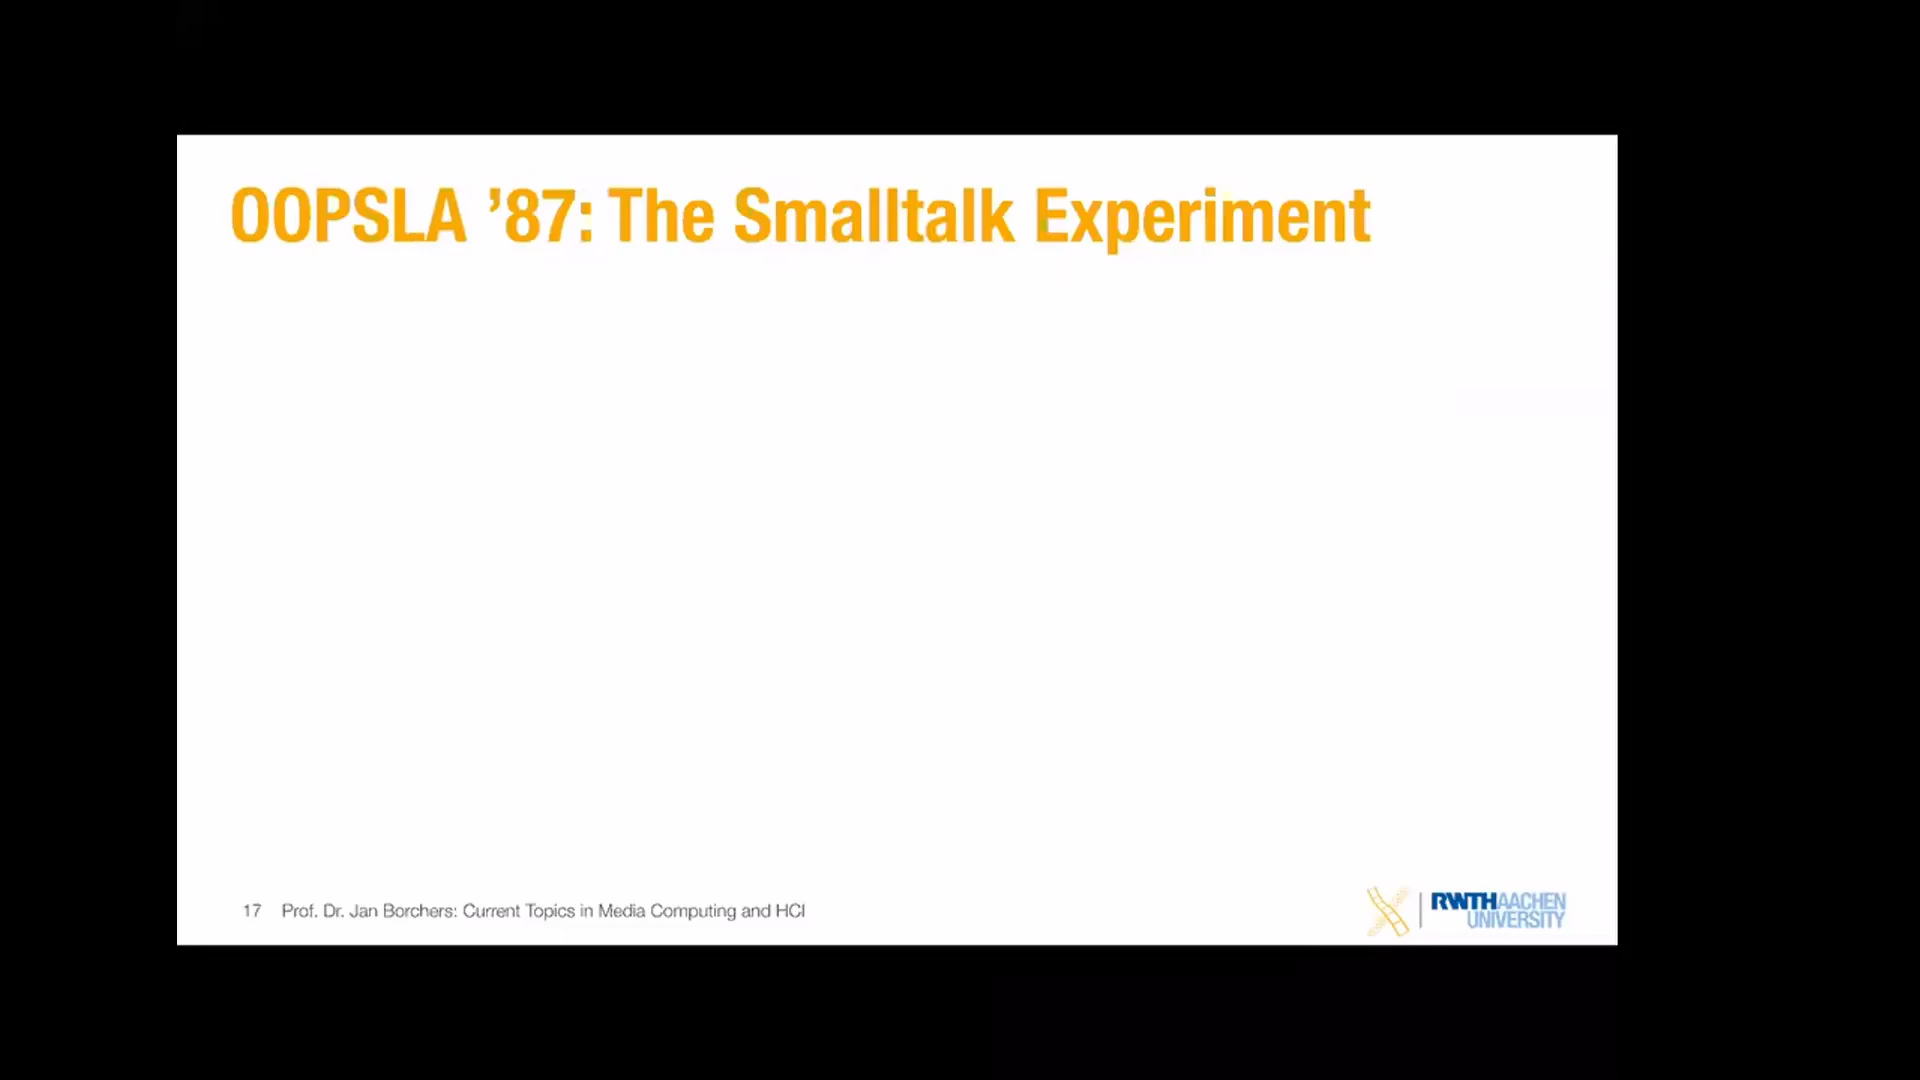 OOPSLA ’87: The Smalltalk Experiment
17 Prof. Dr. Jan Borchers: Current Topics in Media Computing and HCI
RWTHAACHEN
UNIVERSITY